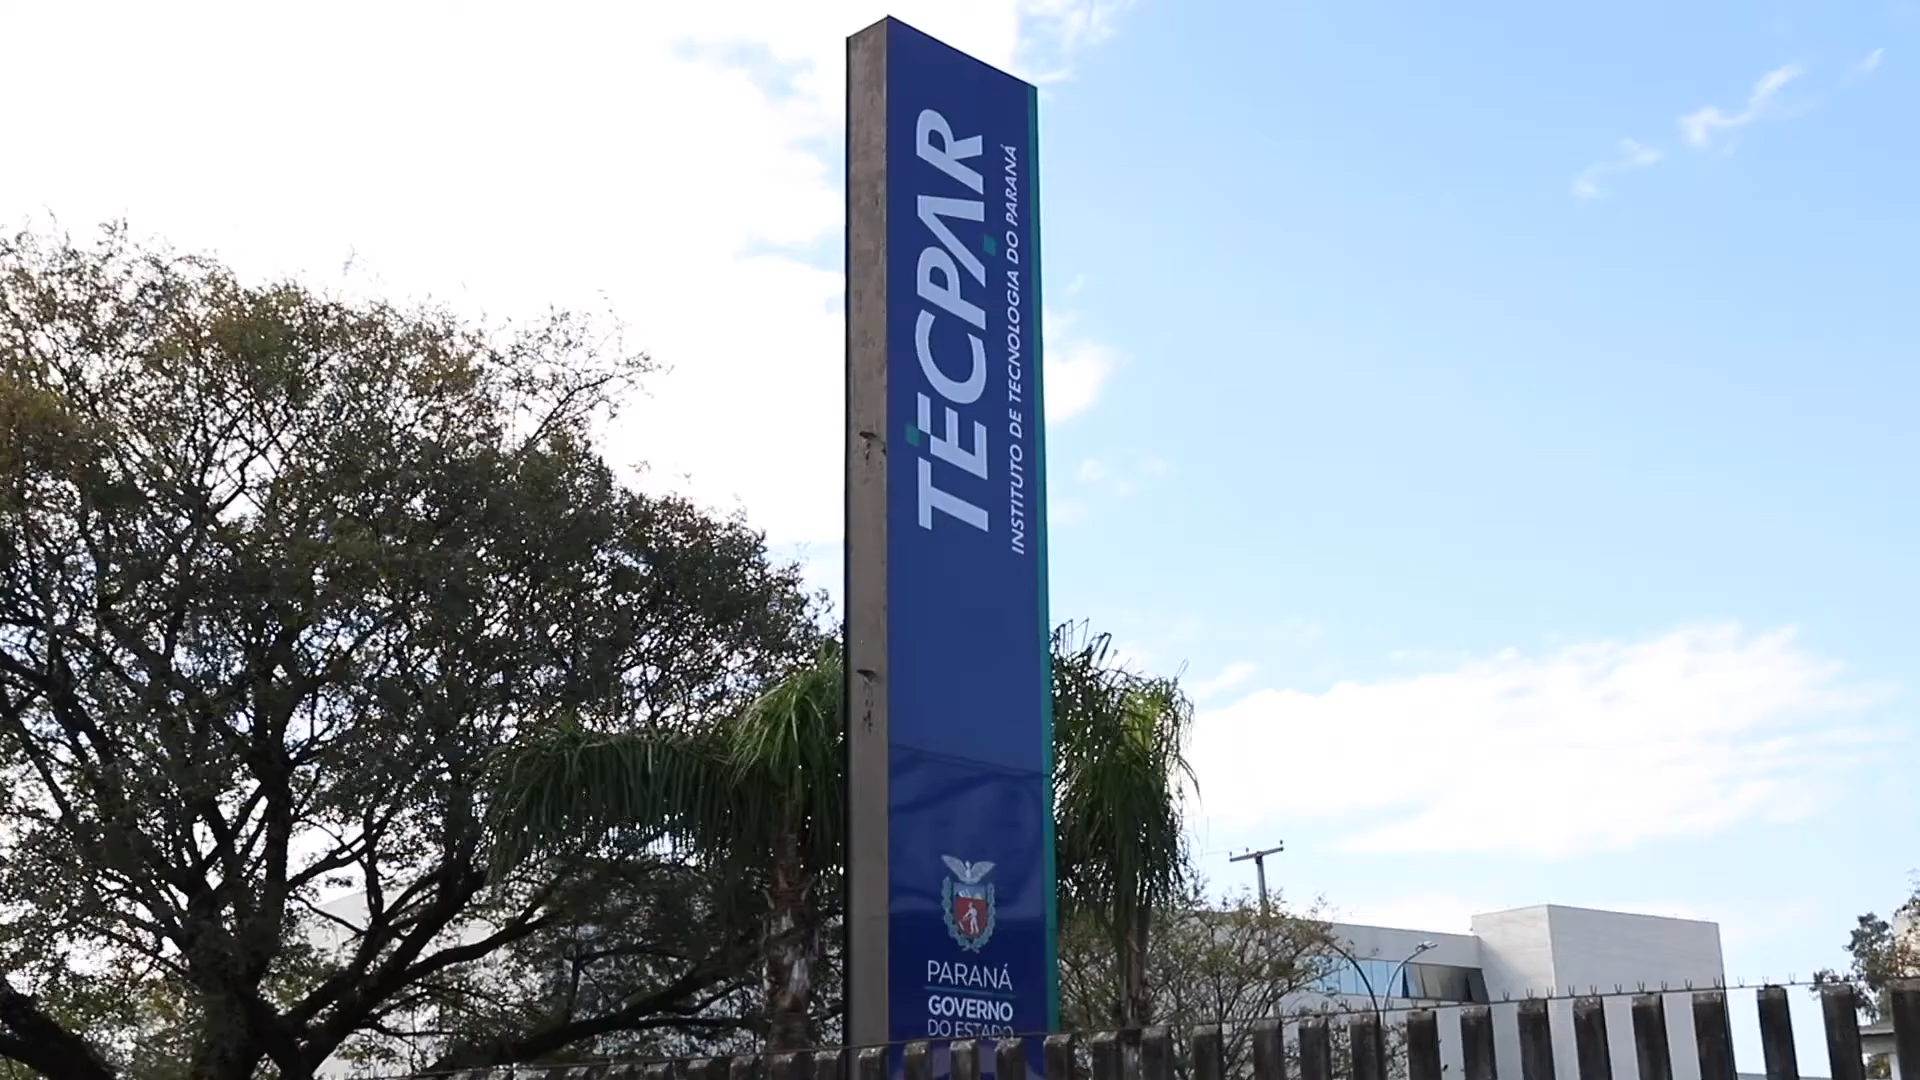 TECPAR
INSTITUTO DE TECNOLOGIA DO PARANÁ
PARANÁ
GOVERNO
DO ESTADO